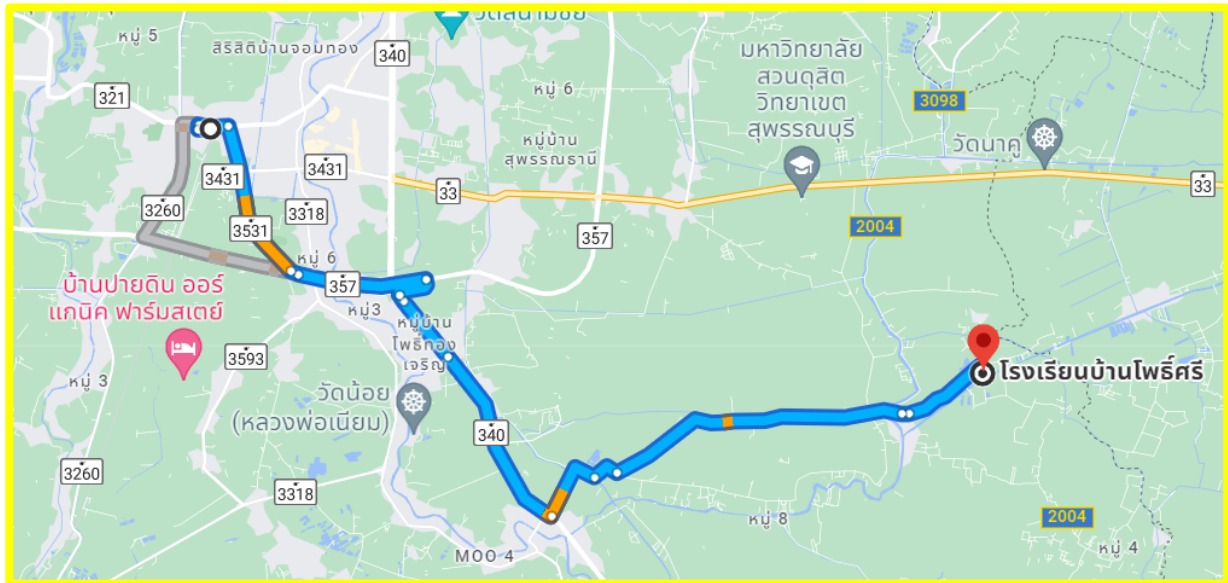 วัดสนามชัย
หมู่ 5
สิริสิติบ้านจอมทอง
340
มหาวิทยาลัย
สวนดุสิต
วิทยาเขต
สุพรรณบุรี
321
หมู่ 6
3098
หมู่บ้าน
สุพรรณธานี
วัดนาคู
3431
3431
33
33
3260
3318
3531
357
2004
หมู่ 6
357
บ้านปายดิน ออร์
แกนิค ฟาร์มสเตย์
หมู่3
หมู่บ้าน
โพธิ์ทอง
เจริญ
3593
หมู่ 3
วัดน้อย
(หลวงพ่อเนียม)
โรงเรียนบ้านโพธิ์ศรี
340
3260
3318
หมู่ 8
2004
MOO 4
หมู่ 4